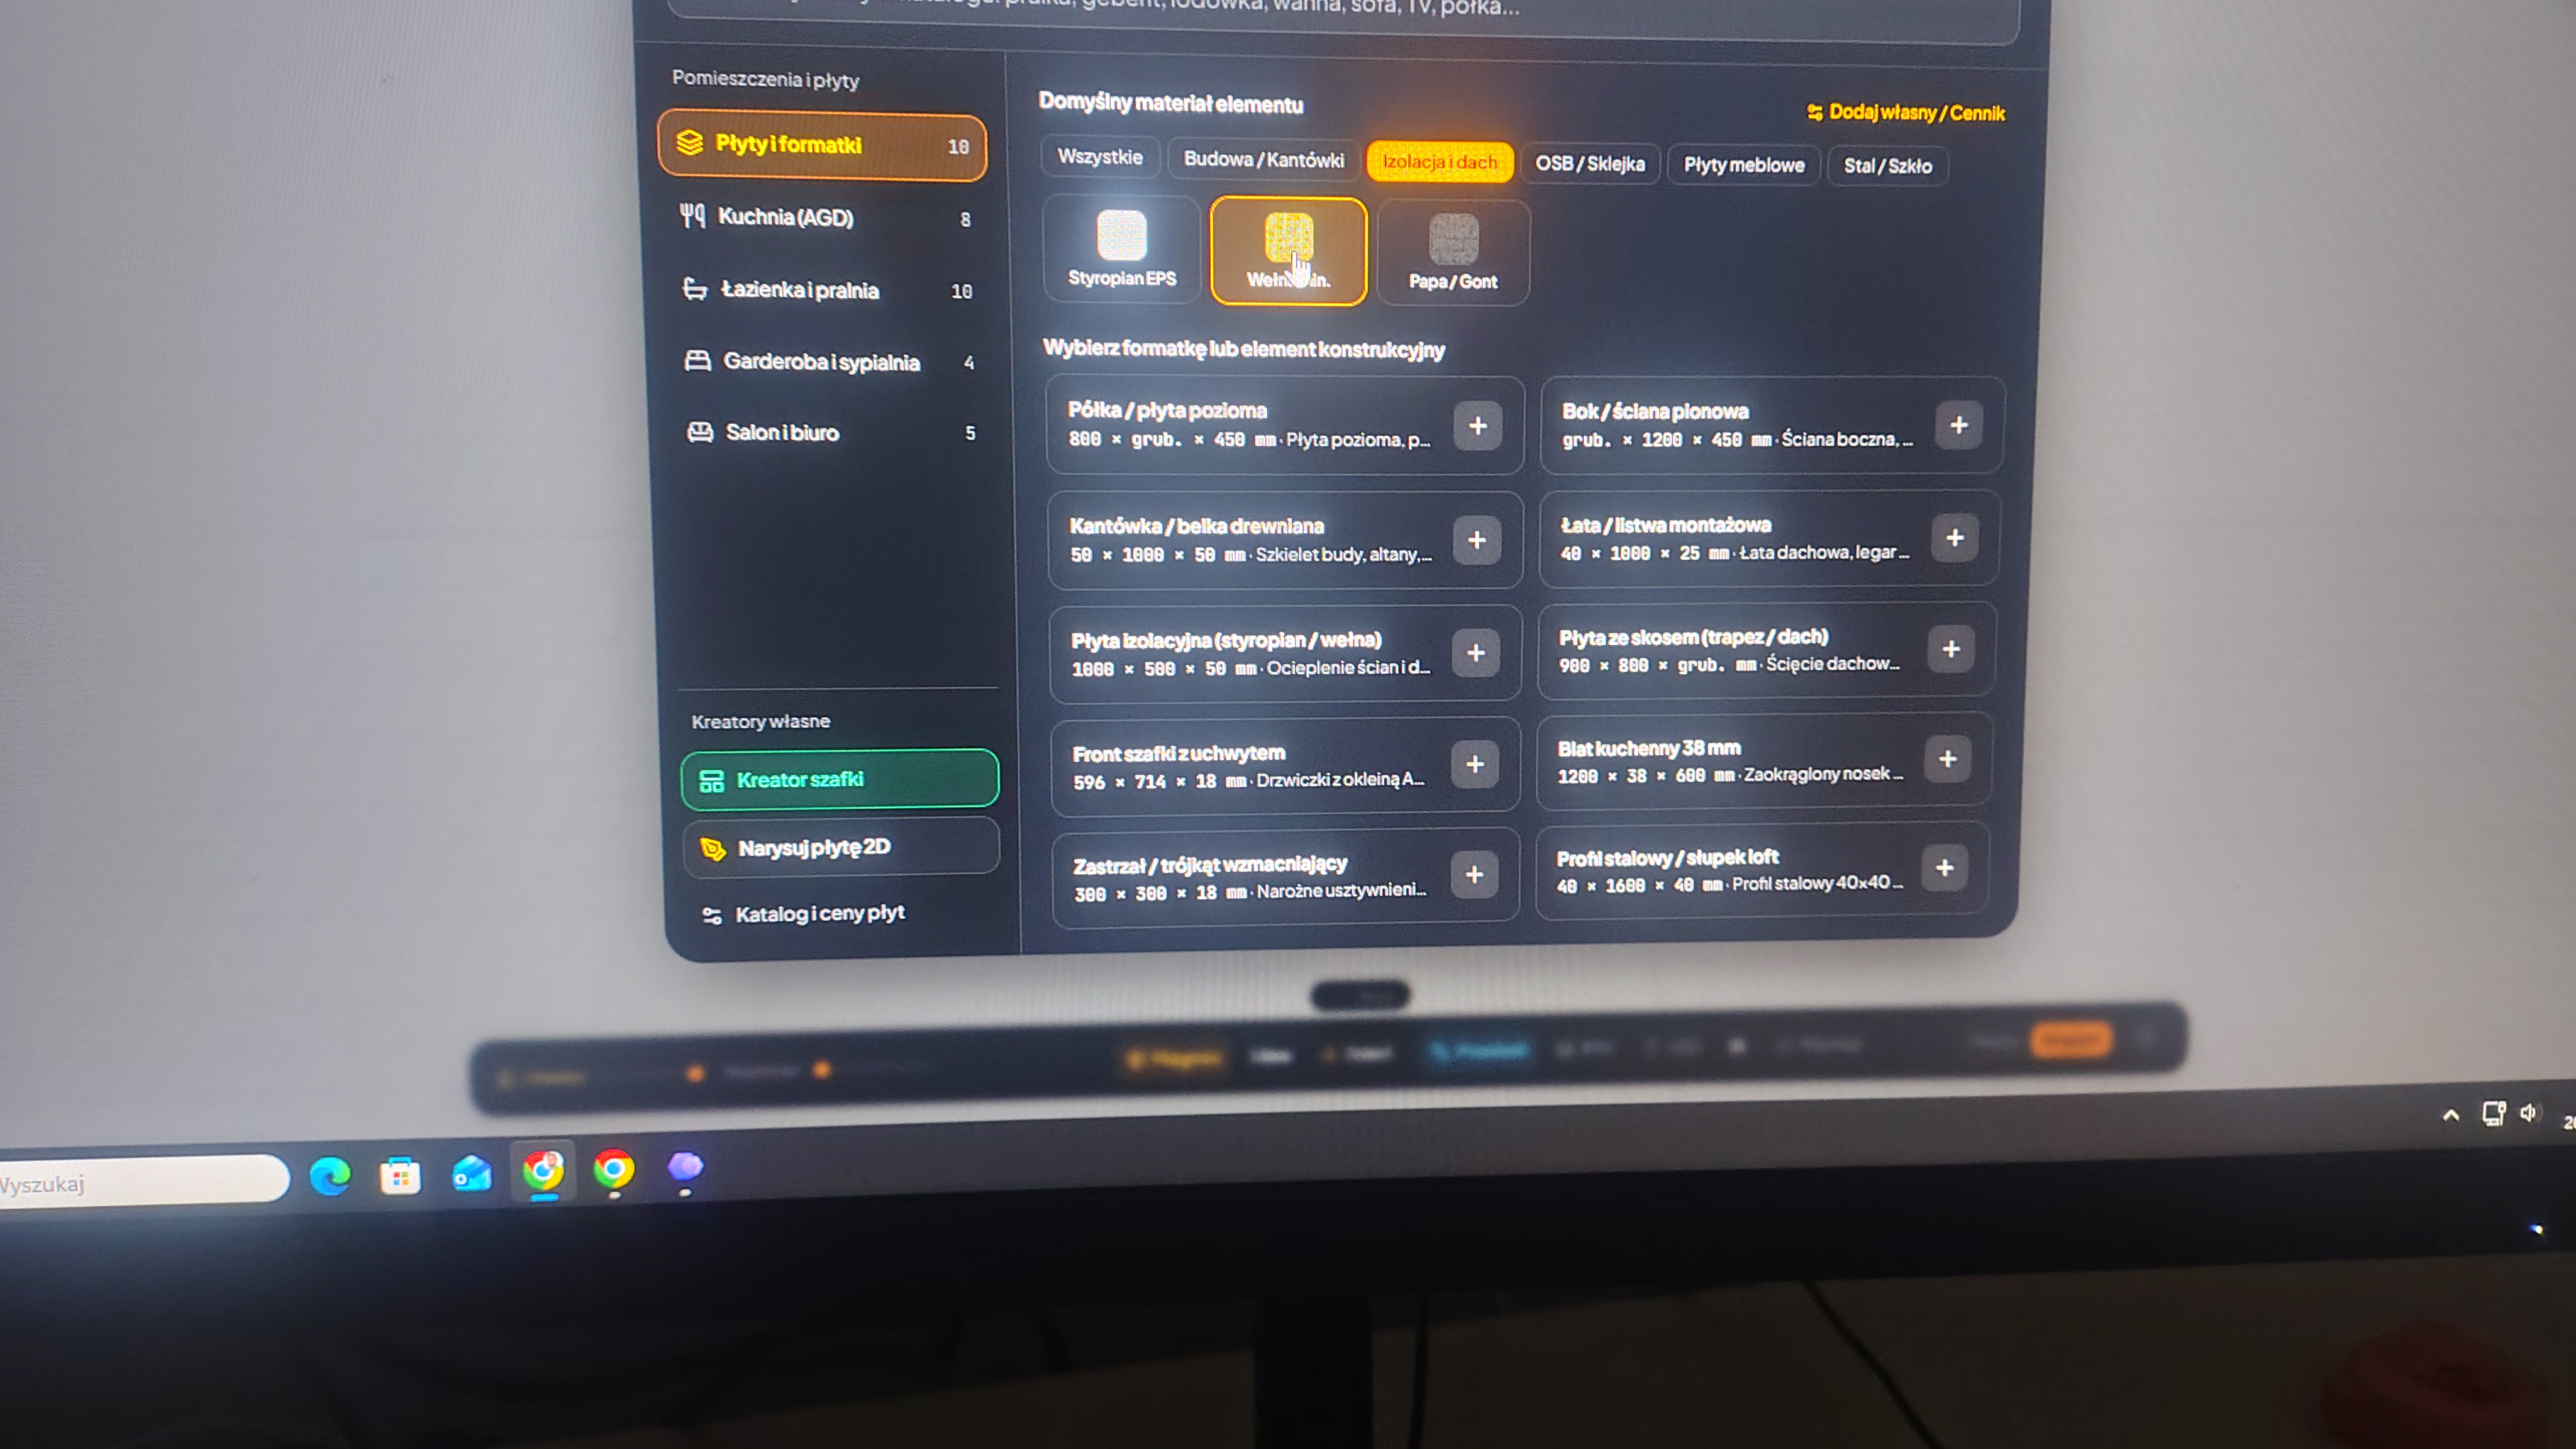 lodówka, wanna, sofa, TV, półka...
Pomieszczenia i płyty
Płyty i formatki 10
Kuchnia (AGD) 8
Łazienka i pralnia 10
Garderoba i sypialnia 4
Salon i biuro 5
Kreatory własne
Kreator szafki
Narysuj płytę 2D
Katalog i ceny płyt
Domyślny materiał elementu
Dodaj własny / Cennik
Wszystkie Budowa / Kantówki Izolacja i dach OSB / Sklejka Płyty meblowe Stal / Szkło
Styropian EPS Papa / Gont
Wybierz formatkę lub element konstrukcyjny
Półka / płyta pozioma
800 × grub. × 450 mm · Płyta pozioma, p...
+
Bok / ściana pionowa
grub. × 1200 × 450 mm · Ściana boczna, ...
+
Kantówka / belka drewniana
50 × 1000 × 50 mm · Szkielet budy, altany,...
+
Łata / listwa montażowa
40 × 1000 × 25 mm · Łata dachowa, legar ...
+
Płyta izolacyjna (styropian / wełna)
1000 × 500 × 50 mm · Ocieplenie ścian i d...
+
Płyta ze skosem (trapez / dach)
900 × 800 × grub. mm · Ścięcie dachow...
+
Front szafki z uchwytem
596 × 714 × 18 mm · Drzwiczki z okleiną A...
+
Blat kuchenny 38 mm
1200 × 38 × 600 mm · Zaokrąglony nosek ...
+
Zastrzał / trójkąt wzmacniający
300 × 300 × 18 mm · Narożne usztywnieni...
+
Profil stalowy / słupek loft
40 × 1600 × 40 mm · Profil stalowy 40x40 ...
+
Wyszukaj